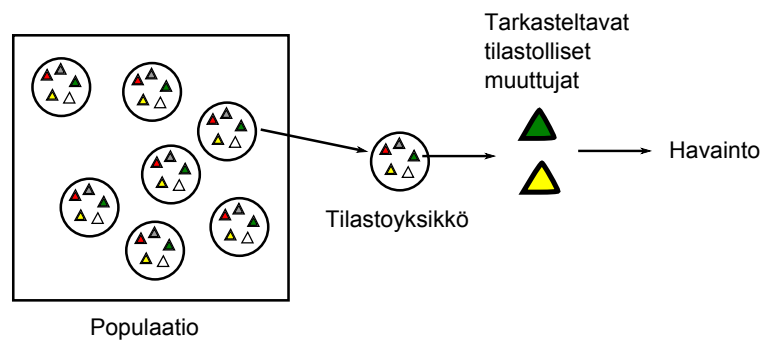 Tarkasteltavat
tilastolliset
muuttujat
Havainto
Tilastoyksikkö
Populaatio